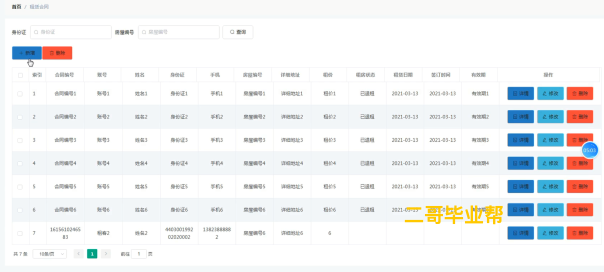 首页 / 租赁合同
身份证 身份证 房屋编号 房屋编号 查询
新增 删除
索引 合同编号 账号 姓名 身份证 手机 房屋编号 详细地址 租价 租赁状态 租赁日期 签订时间 有效期 操作
1 合同编号1 账号1 姓名1 身份证1 手机1 房屋编号1 详细地址1 租价1 已退租 2021-03-13 2021-03-13 有效期1 详情 修改 删除
2 合同编号2 账号2 姓名2 身份证2 手机2 房屋编号2 详细地址2 租价2 已退租 2021-03-13 2021-03-13 有效期2 详情 修改 删除
3 合同编号3 账号3 姓名3 身份证3 手机3 房屋编号3 详细地址3 租价3 已退租 2021-03-13 2021-03-13 有效期3 详情 修改 删除
4 合同编号4 账号4 姓名4 身份证4 手机4 房屋编号4 详细地址4 租价4 已退租 2021-03-13 2021-03-13 有效期4 详情 修改 删除
5 合同编号5 账号5 姓名5 身份证5 手机5 房屋编号5 详细地址5 租价5 已退租 2021-03-13 2021-03-13 有效期5 详情 修改 删除
6 合同编号6 账号6 姓名6 身份证6 手机6 房屋编号6 详细地址6 租价6 已退租 2021-03-13 2021-03-13 有效期6 详情 修改 删除
二哥毕业帮
7 1615610246583 租客2 姓名2 440300199202020002 13823888882 房屋编号6 详细地址6 6 详情 修改 删除
共 7 条 10条/页 1 前往 1 页